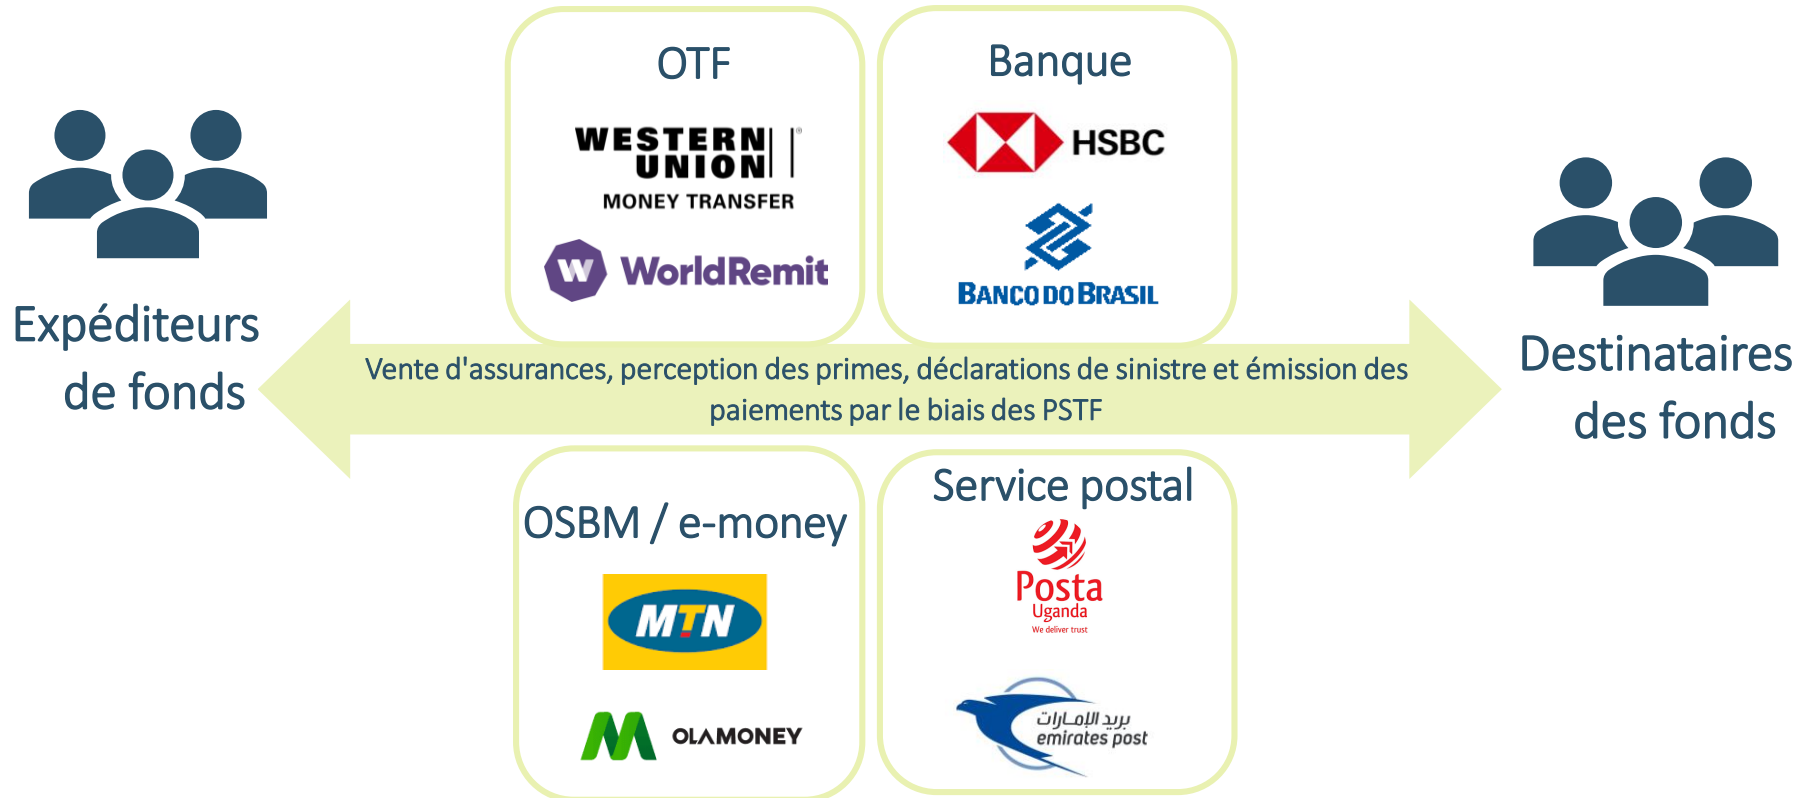 OTF
WESTERN
UNION
®
MONEY TRANSFER
W WorldRemit
Banque
HSBC
BANCO DO BRASIL
Expéditeurs
de fonds
Vente d'assurances, perception des primes, déclarations de sinistre et émission des
paiements par le biais des PSTF
Destinataires
des fonds
OSBM / e-money
MTN
OLAMONEY
Service postal
Posta
Uganda
We deliver trust
بريد الإمارات
emirates post